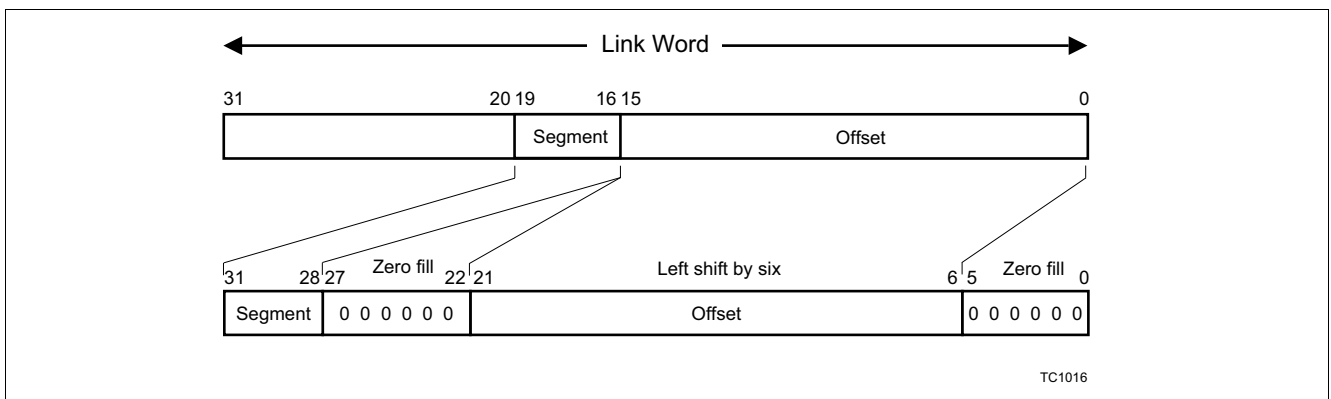 Link Word
31 20 19 16 15 0
Segment Offset
Zero fill Left shift by six Zero fill
31 28 27 22 21 6 5 0
Segment 0 0 0 0 0 0 Offset 0 0 0 0 0 0
TC1016